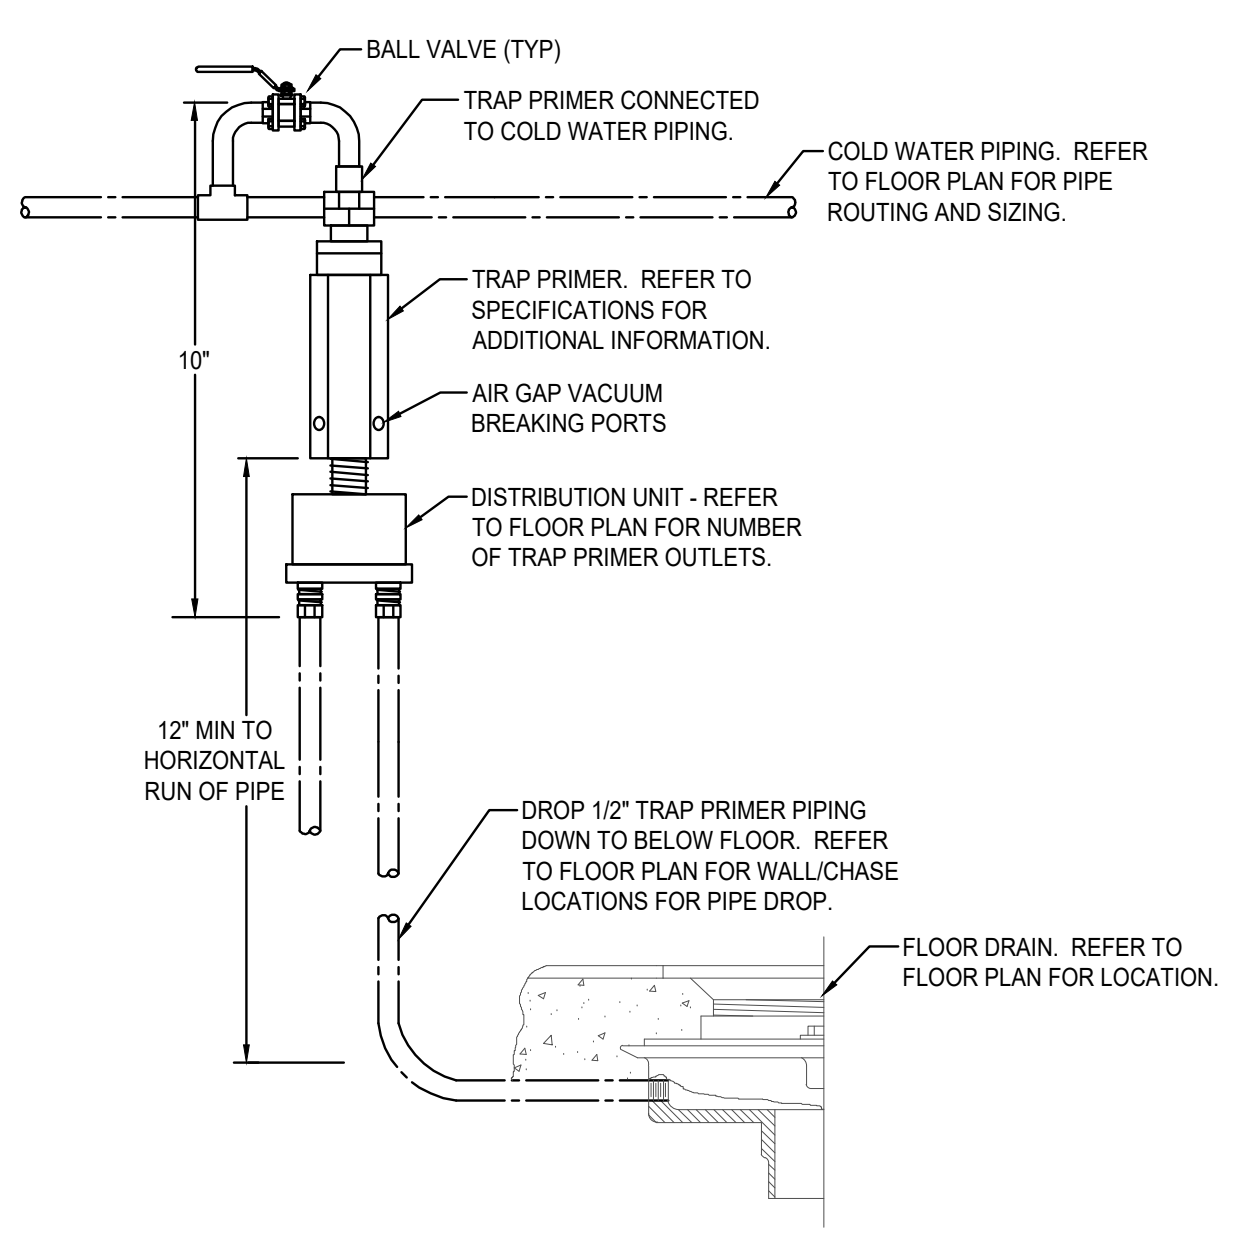 BALL VALVE (TYP)
TRAP PRIMER CONNECTED
TO COLD WATER PIPING.
COLD WATER PIPING. REFER
TO FLOOR PLAN FOR PIPE
ROUTING AND SIZING.
TRAP PRIMER. REFER TO
SPECIFICATIONS FOR
ADDITIONAL INFORMATION.
10"
AIR GAP VACUUM
BREAKING PORTS
DISTRIBUTION UNIT - REFER
TO FLOOR PLAN FOR NUMBER
OF TRAP PRIMER OUTLETS.
12" MIN TO
HORIZONTAL
RUN OF PIPE
DROP 1/2" TRAP PRIMER PIPING
DOWN TO BELOW FLOOR. REFER
TO FLOOR PLAN FOR WALL/CHASE
LOCATIONS FOR PIPE DROP.
FLOOR DRAIN. REFER TO
FLOOR PLAN FOR LOCATION.